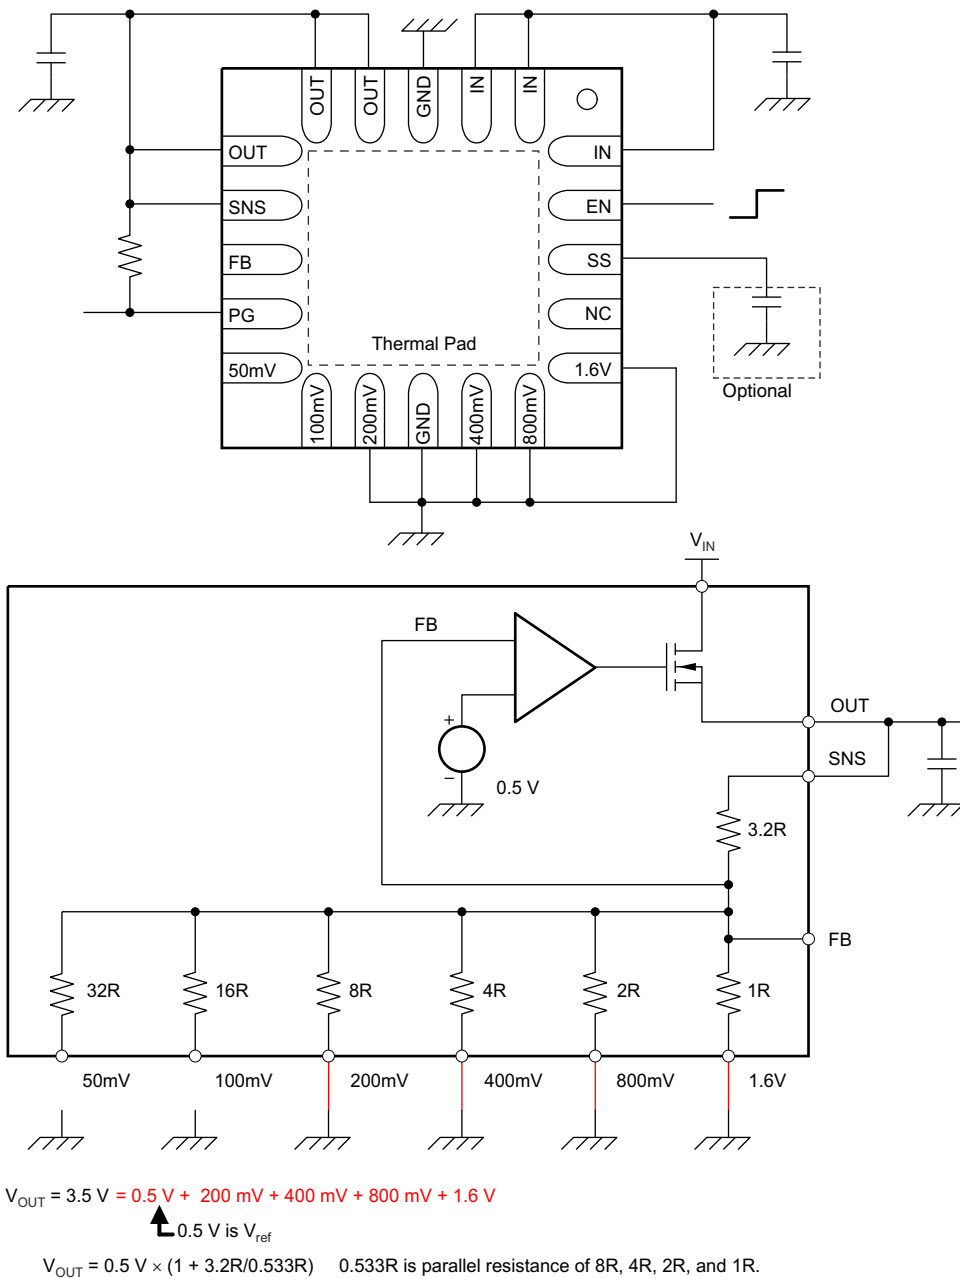 OUT OUT GND IN IN
OUT IN
SNS EN
FB SS
PG NC
Thermal Pad
50mV 1.6V
100mV 200mV GND 400mV 800mV
Optional
VIN
FB
OUT
+
SNS
−
0.5 V
3.2R
FB
32R 16R 8R 4R 2R 1R
50mV 100mV 200mV 400mV 800mV 1.6V
VOUT = 3.5 V = 0.5 V + 200 mV + 400 mV + 800 mV + 1.6 V
0.5 V is Vref
VOUT = 0.5 V × (1 + 3.2R/0.533R) 0.533R is parallel resistance of 8R, 4R, 2R, and 1R.